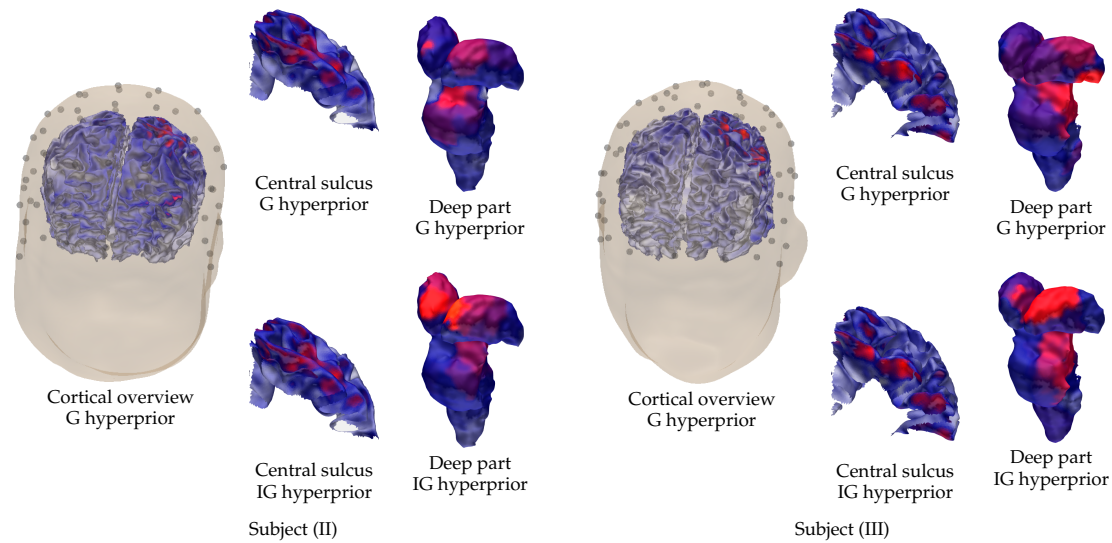 Central sulcus
G hyperprior
Deep part
G hyperprior
Cortical overview
G hyperprior
Central sulcus
IG hyperprior
Deep part
IG hyperprior
Subject (II)
Central sulcus
G hyperprior
Deep part
G hyperprior
Cortical overview
G hyperprior
Central sulcus
IG hyperprior
Deep part
IG hyperprior
Subject (III)